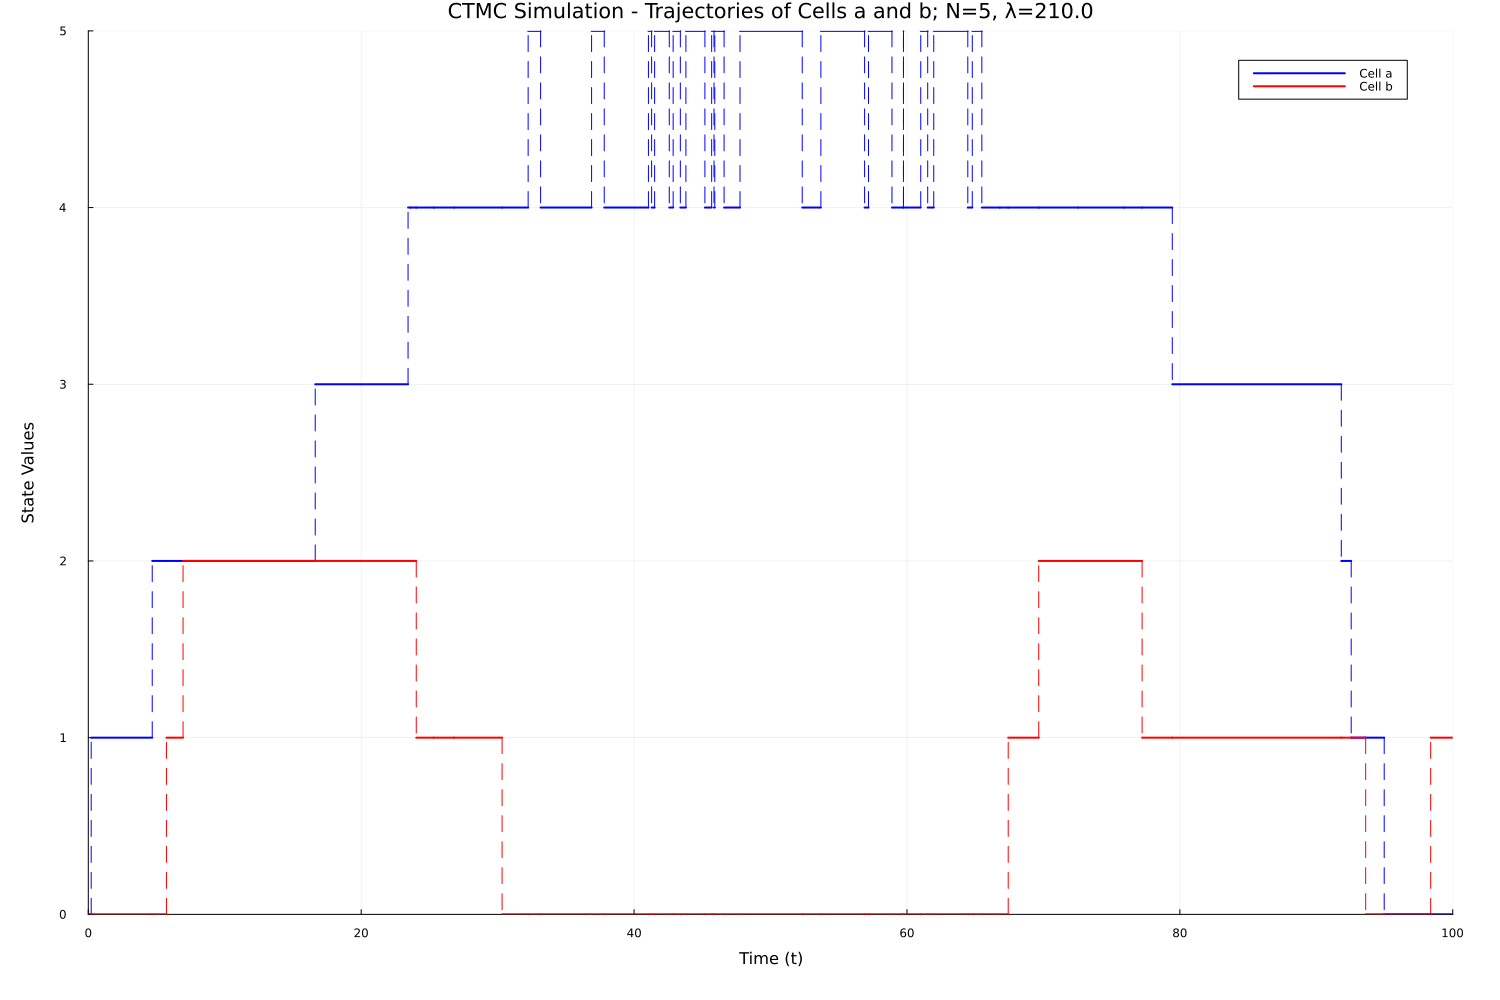 CTMC Simulation - Trajectories of Cells a and b; N=5, λ=210.0
Cell a
Cell b
State Values
5
4
3
2
1
0
0 20 40 60 80 100
Time (t)